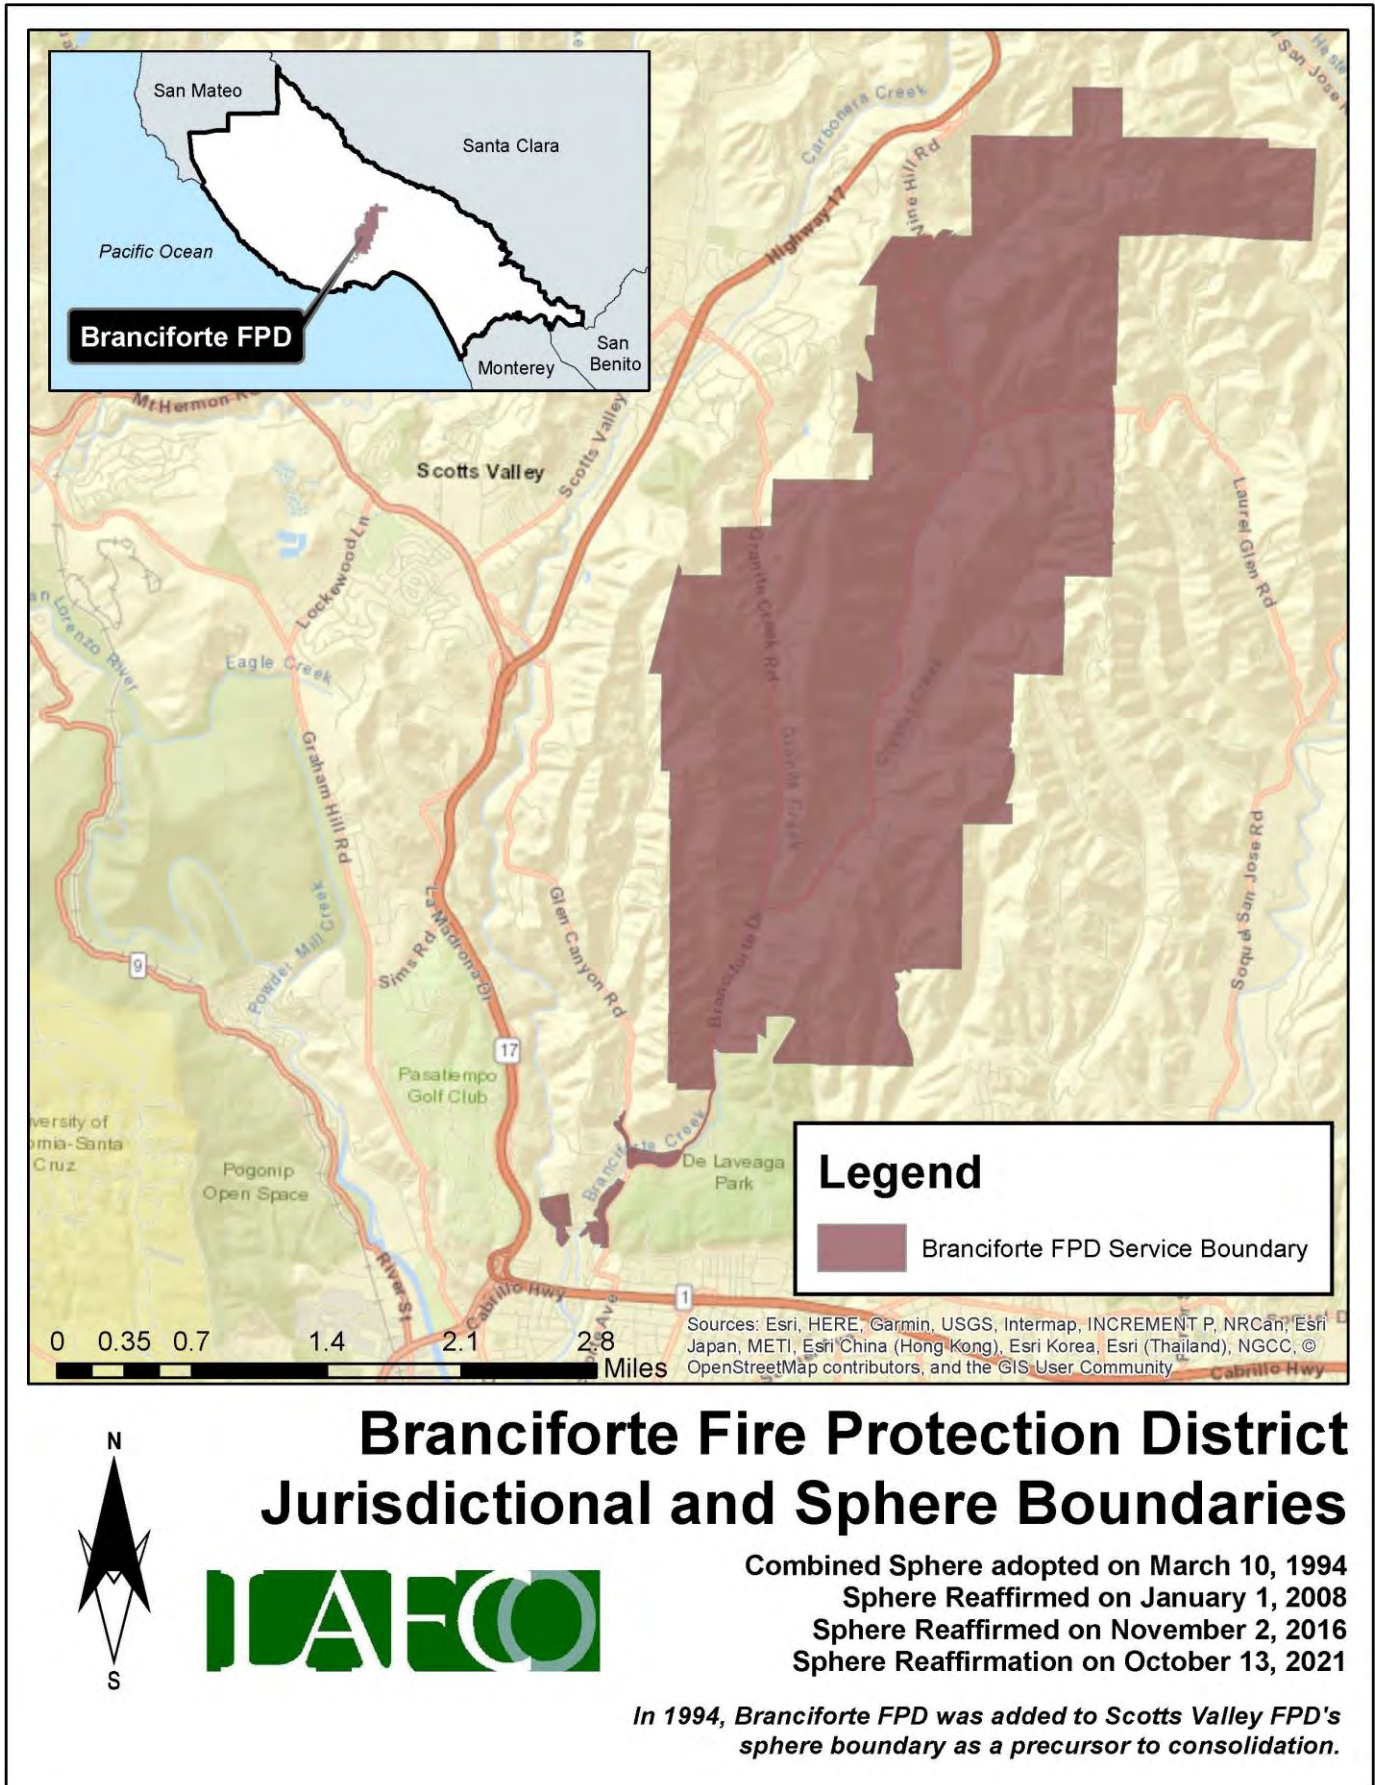 San Mateo
Santa Clara
Pacific Ocean
Branciforte FPD
Monterey
San
Benito
Carbonera Creek
Highway 17
Vine Hill Rd
San Jose
Mt Hermon
Scotts Valley
Scotts Valley
Lockewood Ln
Granite Creek Rd
Laurel Glen Rd
Lorenzo River
Eagle Creek
Granite Creek
Graham Hill Rd
Soquel San Jose Rd
La Madrona Dr
Glen Canyon Rd
Sims Rd
Powder Mill Creek
Branciforte Dr
9
17
Pasatiempo
Golf Club
Branciforte Creek
De Laveaga
Park
versity of
Cruz
Pogonip
Open Space
River St
Cabrillo Hwy
1
Legend
Branciforte FPD Service Boundary
0 0.35 0.7 1.4 2.1 2.8
Miles
Sources: Esri, HERE, Garmin, USGS, Intermap, INCREMENT P, NRCan, Esri
Japan, METI, Esri China (Hong Kong), Esri Korea, Esri (Thailand), NGCC, ©
OpenStreetMap contributors, and the GIS User Community
Cabrillo Hwy
Branciforte Fire Protection District
Jurisdictional and Sphere Boundaries
N
S
LAFCO
Combined Sphere adopted on March 10, 1994
Sphere Reaffirmed on January 1, 2008
Sphere Reaffirmed on November 2, 2016
Sphere Reaffirmation on October 13, 2021
In 1994, Branciforte FPD was added to Scotts Valley FPD's
sphere boundary as a precursor to consolidation.